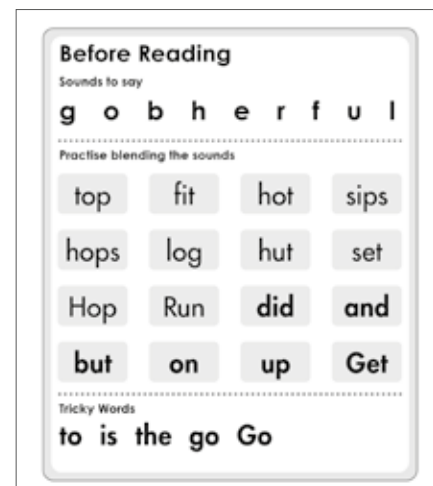 Before Reading
Sounds to say
g o b h e r f u l
Practise blending the sounds
top fit hot sips
hops log hut set
Hop Run did and
but on up Get
Tricky Words
to is the go Go